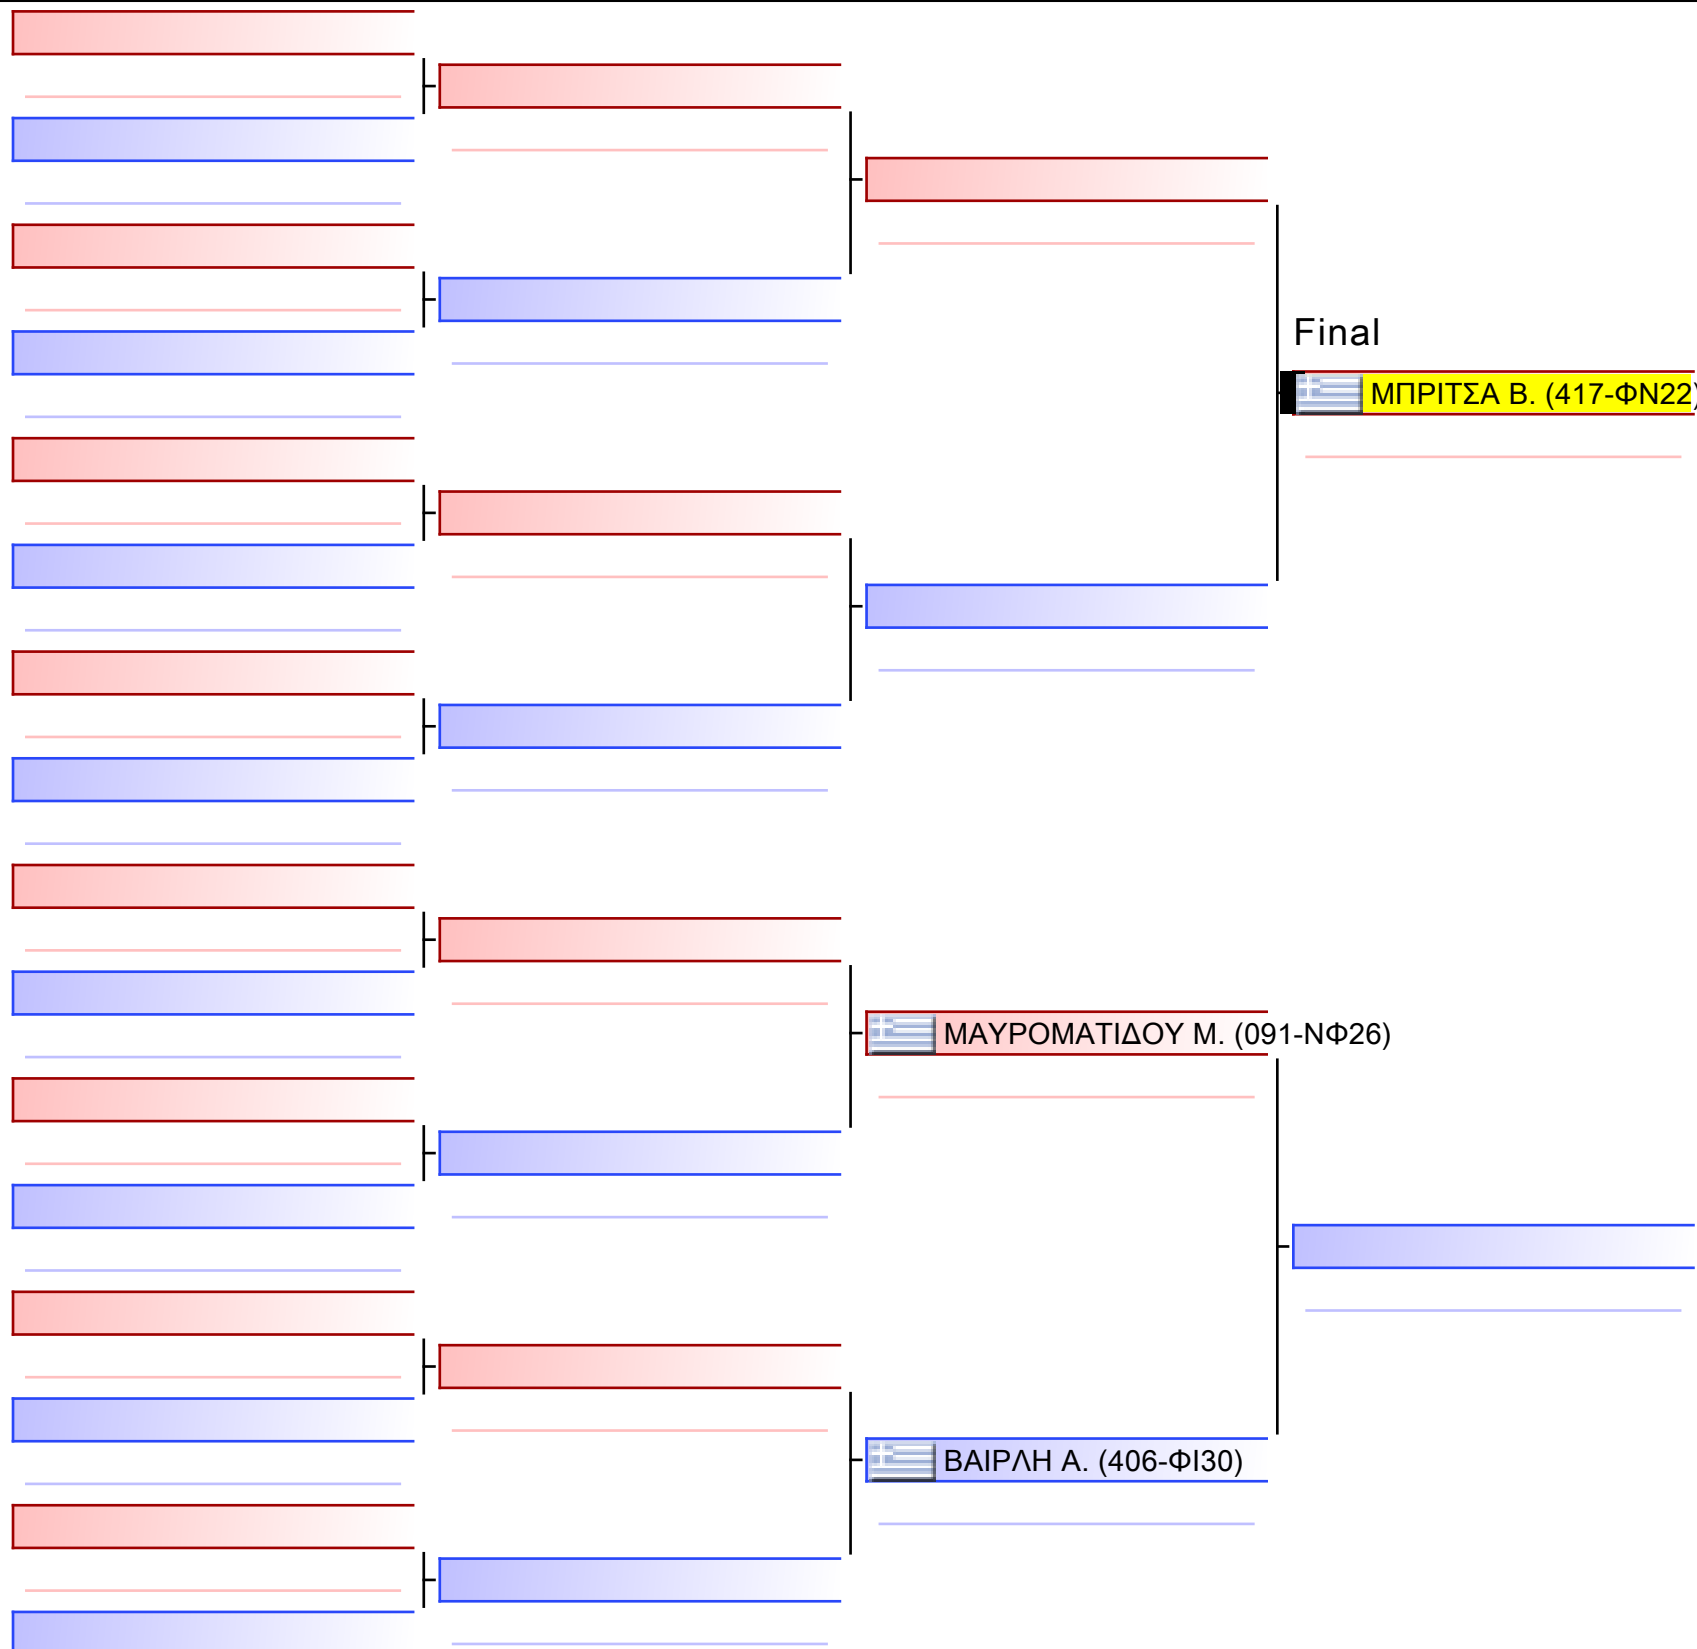 Final
ΜΠΡΙΤΣΑ Β. (417-ΦΝ22)
ΜΑΥΡΟΜΑΤΙΔΟΥ Μ. (091-ΝΦ26)
ΒΑΙΡΛΗ Α. (406-ΦΙ30)